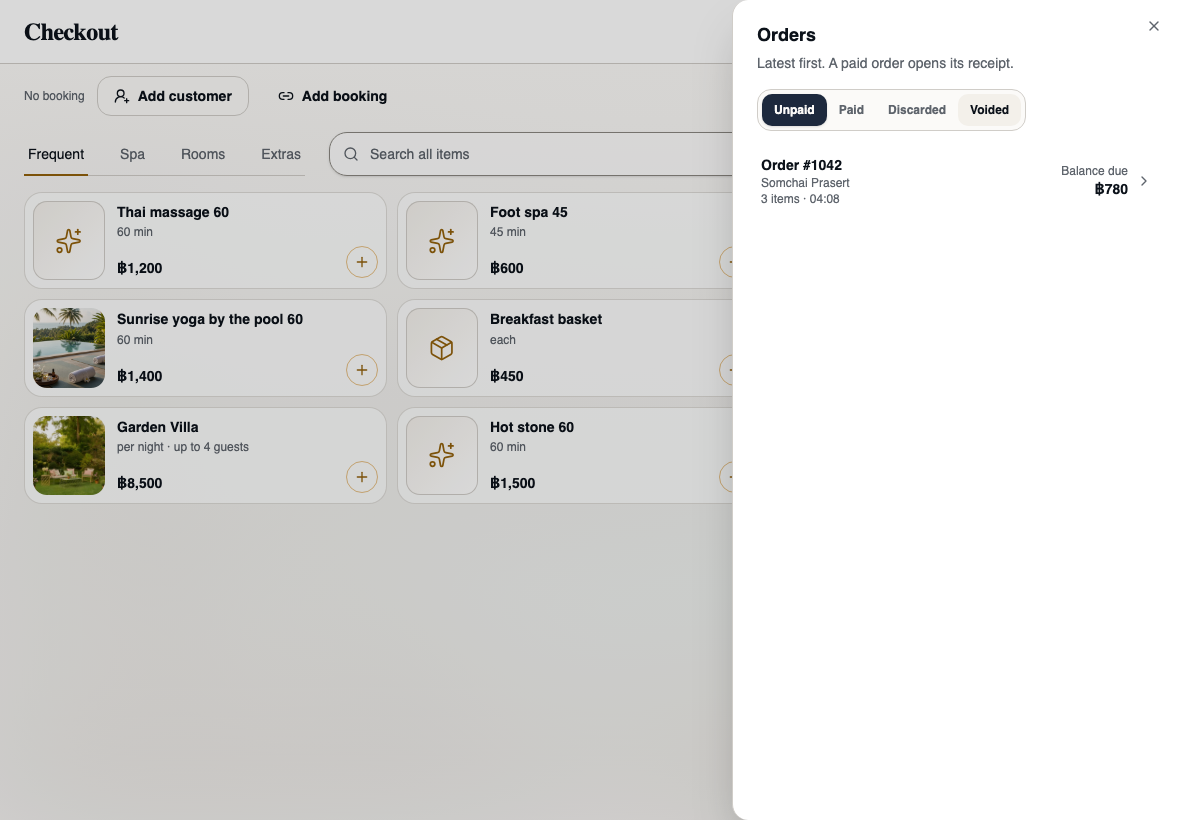 Checkout
No booking
Add customer
Add booking
Frequent
Spa
Rooms
Extras
Search all items
Thai massage 60
60 min
฿1,200
Foot spa 45
45 min
฿600
Sunrise yoga by the pool 60
60 min
฿1,400
Breakfast basket
each
฿450
Garden Villa
per night · up to 4 guests
฿8,500
Hot stone 60
60 min
฿1,500
Orders
Latest first. A paid order opens its receipt.
Unpaid
Paid
Discarded
Voided
Order #1042
Somchai Prasert
3 items · 04:08
Balance due
฿780